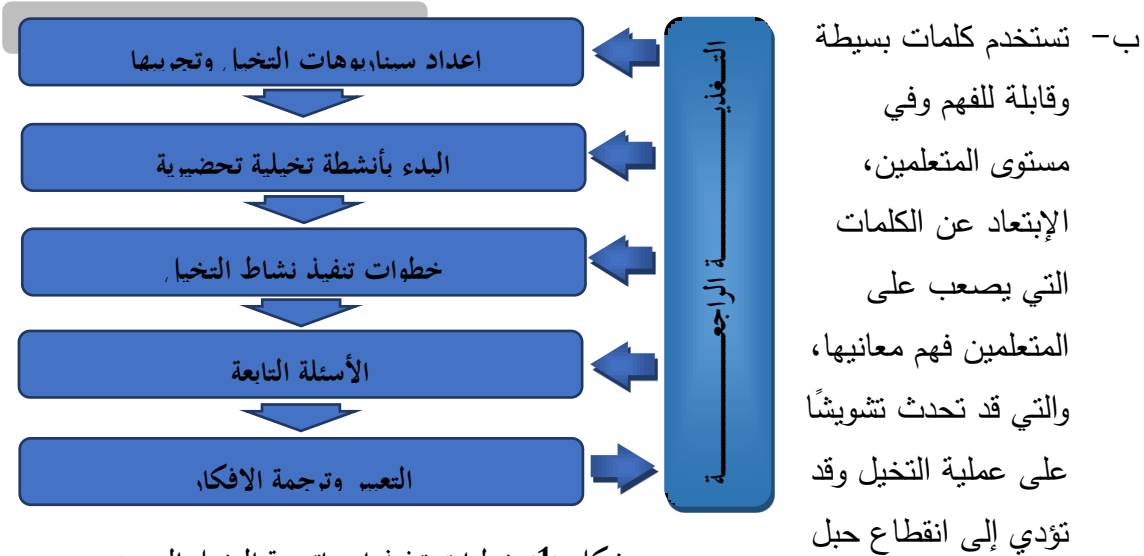 ب- تستخدم كلمات بسيطة
وقابلة للفهم وفي
مستوى المتعلمين،
الإبتعاد عن الكلمات
التي يصعب على
المتعلمين فهم معانيها،
والتي قد تحدث تشويشًا
على عملية التخيل وقد
تؤدي إلى انقطاع حبل
إعداد سيناريوهات التخيل وتجريبها
البدء بأنشطة تخيلية تحضيرية
خطوات تنفيذ نشاط التخيل
الأسئلة التابعة
التعبير وترجمة الافكار
التـغذيــــــــة الراجعــــــــة